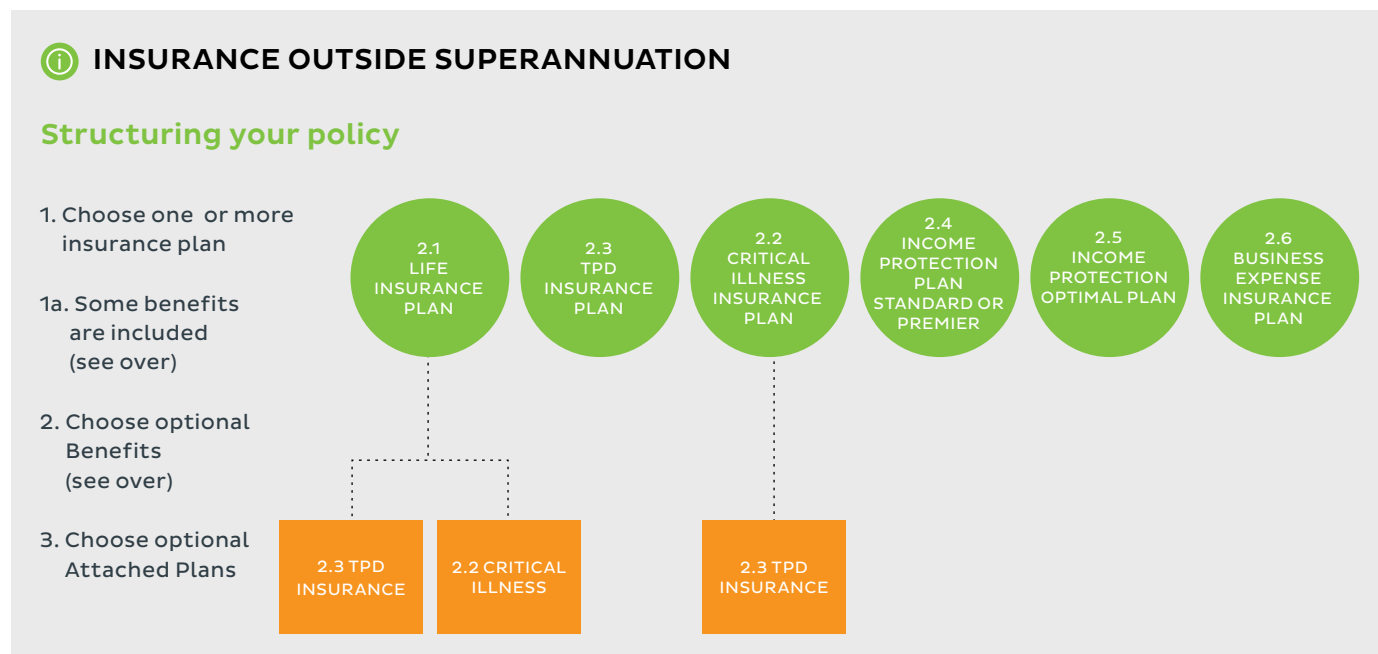 INSURANCE OUTSIDE SUPERANNUATION
Structuring your policy
1. Choose one or more
insurance plan
1a. Some benefits
are included
(see over)
2. Choose optional
Benefits
(see over)
3. Choose optional
Attached Plans
2.1
LIFE
INSURANCE
PLAN
2.3
TPD
INSURANCE
PLAN
2.2
CRITICAL
ILLNESS
INSURANCE
PLAN
2.4
INCOME
PROTECTION
PLAN
STANDARD OR
PREMIER
2.5
INCOME
PROTECTION
OPTIMAL PLAN
2.6
BUSINESS
EXPENSE
INSURANCE
PLAN
2.3 TPD
INSURANCE
2.2 CRITICAL
ILLNESS
2.3 TPD
INSURANCE